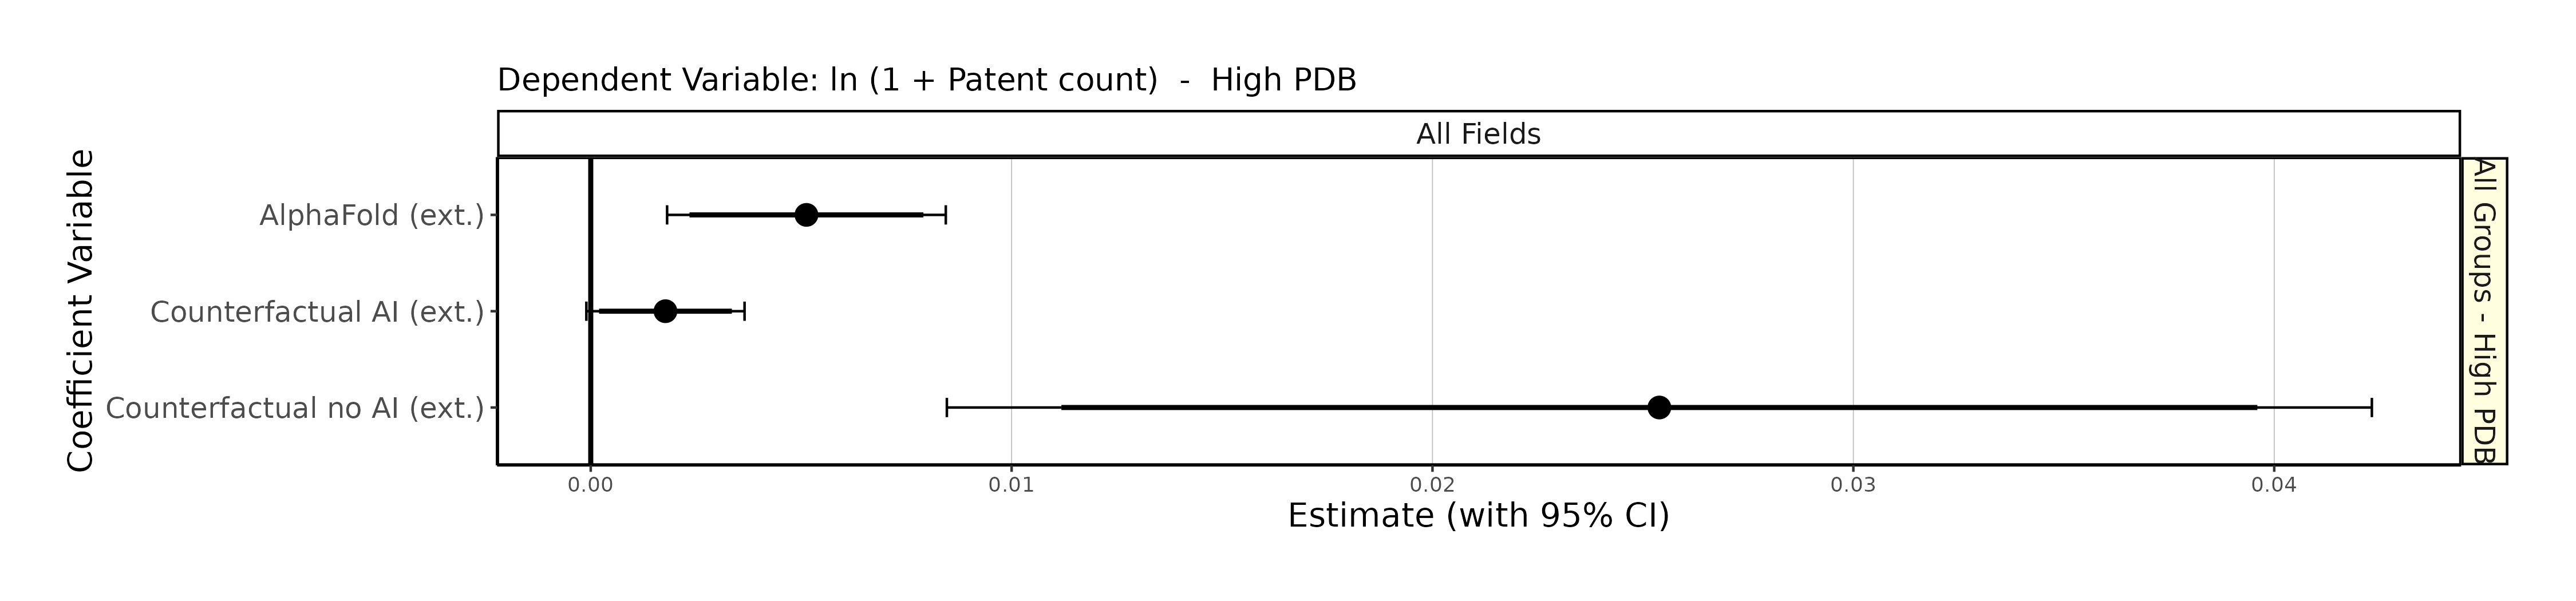 Dependent Variable: ln (1 + Patent count)  -  High PDB
All Fields
Coefficient Variable
AlphaFold (ext.)
Counterfactual AI (ext.)
Counterfactual no AI (ext.)
All Groups - High PDB
0.00 0.01 0.02 0.03 0.04
Estimate (with 95% CI)